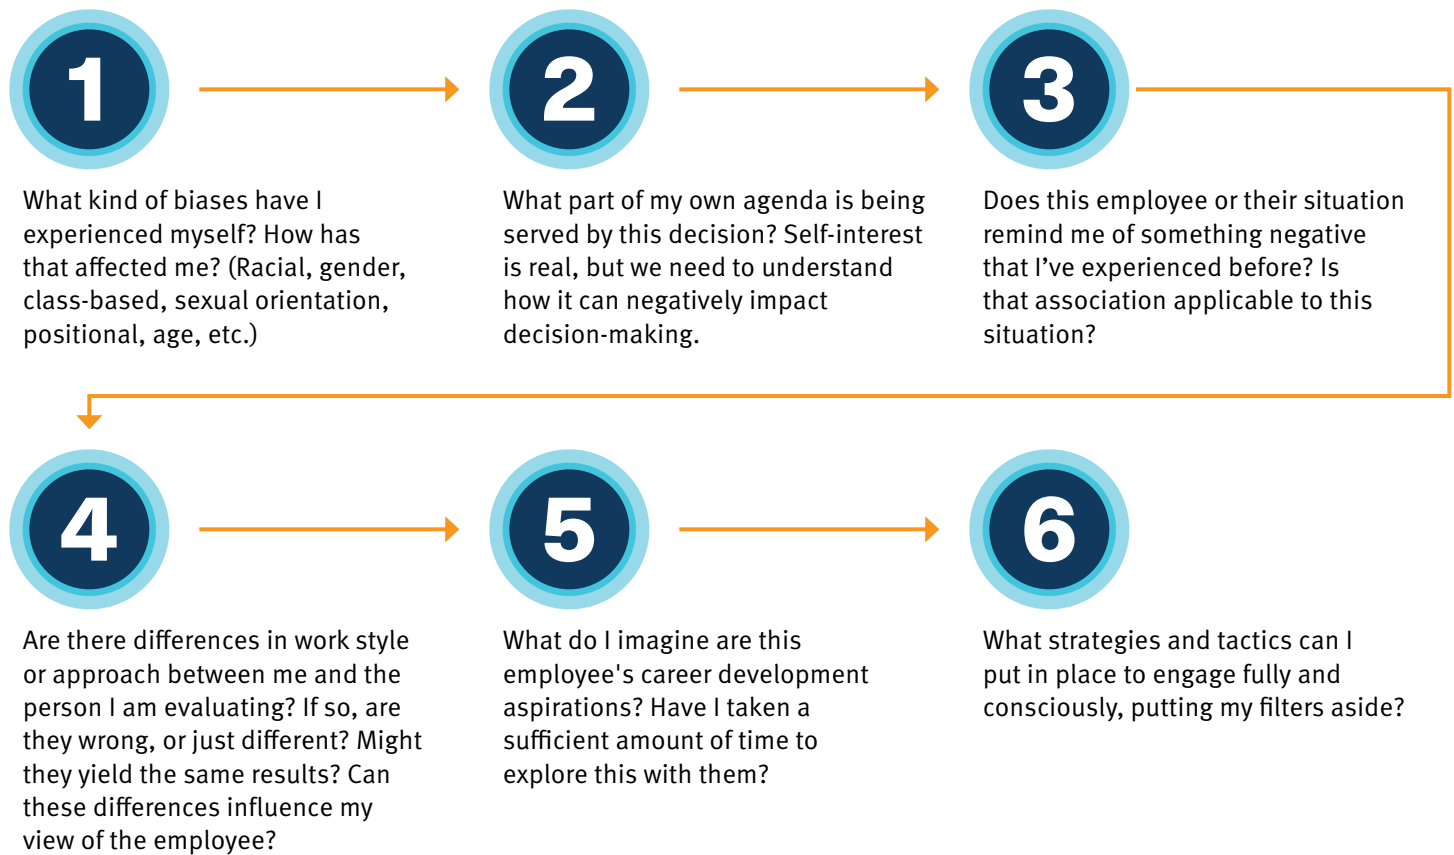 1
What kind of biases have I
experienced myself? How has
that affected me? (Racial, gender,
class-based, sexual orientation,
positional, age, etc.)
2
What part of my own agenda is being
served by this decision? Self-interest
is real, but we need to understand
how it can negatively impact
decision-making.
3
Does this employee or their situation
remind me of something negative
that I’ve experienced before? Is
that association applicable to this
situation?
4
Are there differences in work style
or approach between me and the
person I am evaluating? If so, are
they wrong, or just different? Might
they yield the same results? Can
these differences influence my
view of the employee?
5
What do I imagine are this
employee's career development
aspirations? Have I taken a
sufficient amount of time to
explore this with them?
6
What strategies and tactics can I
put in place to engage fully and
consciously, putting my filters aside?